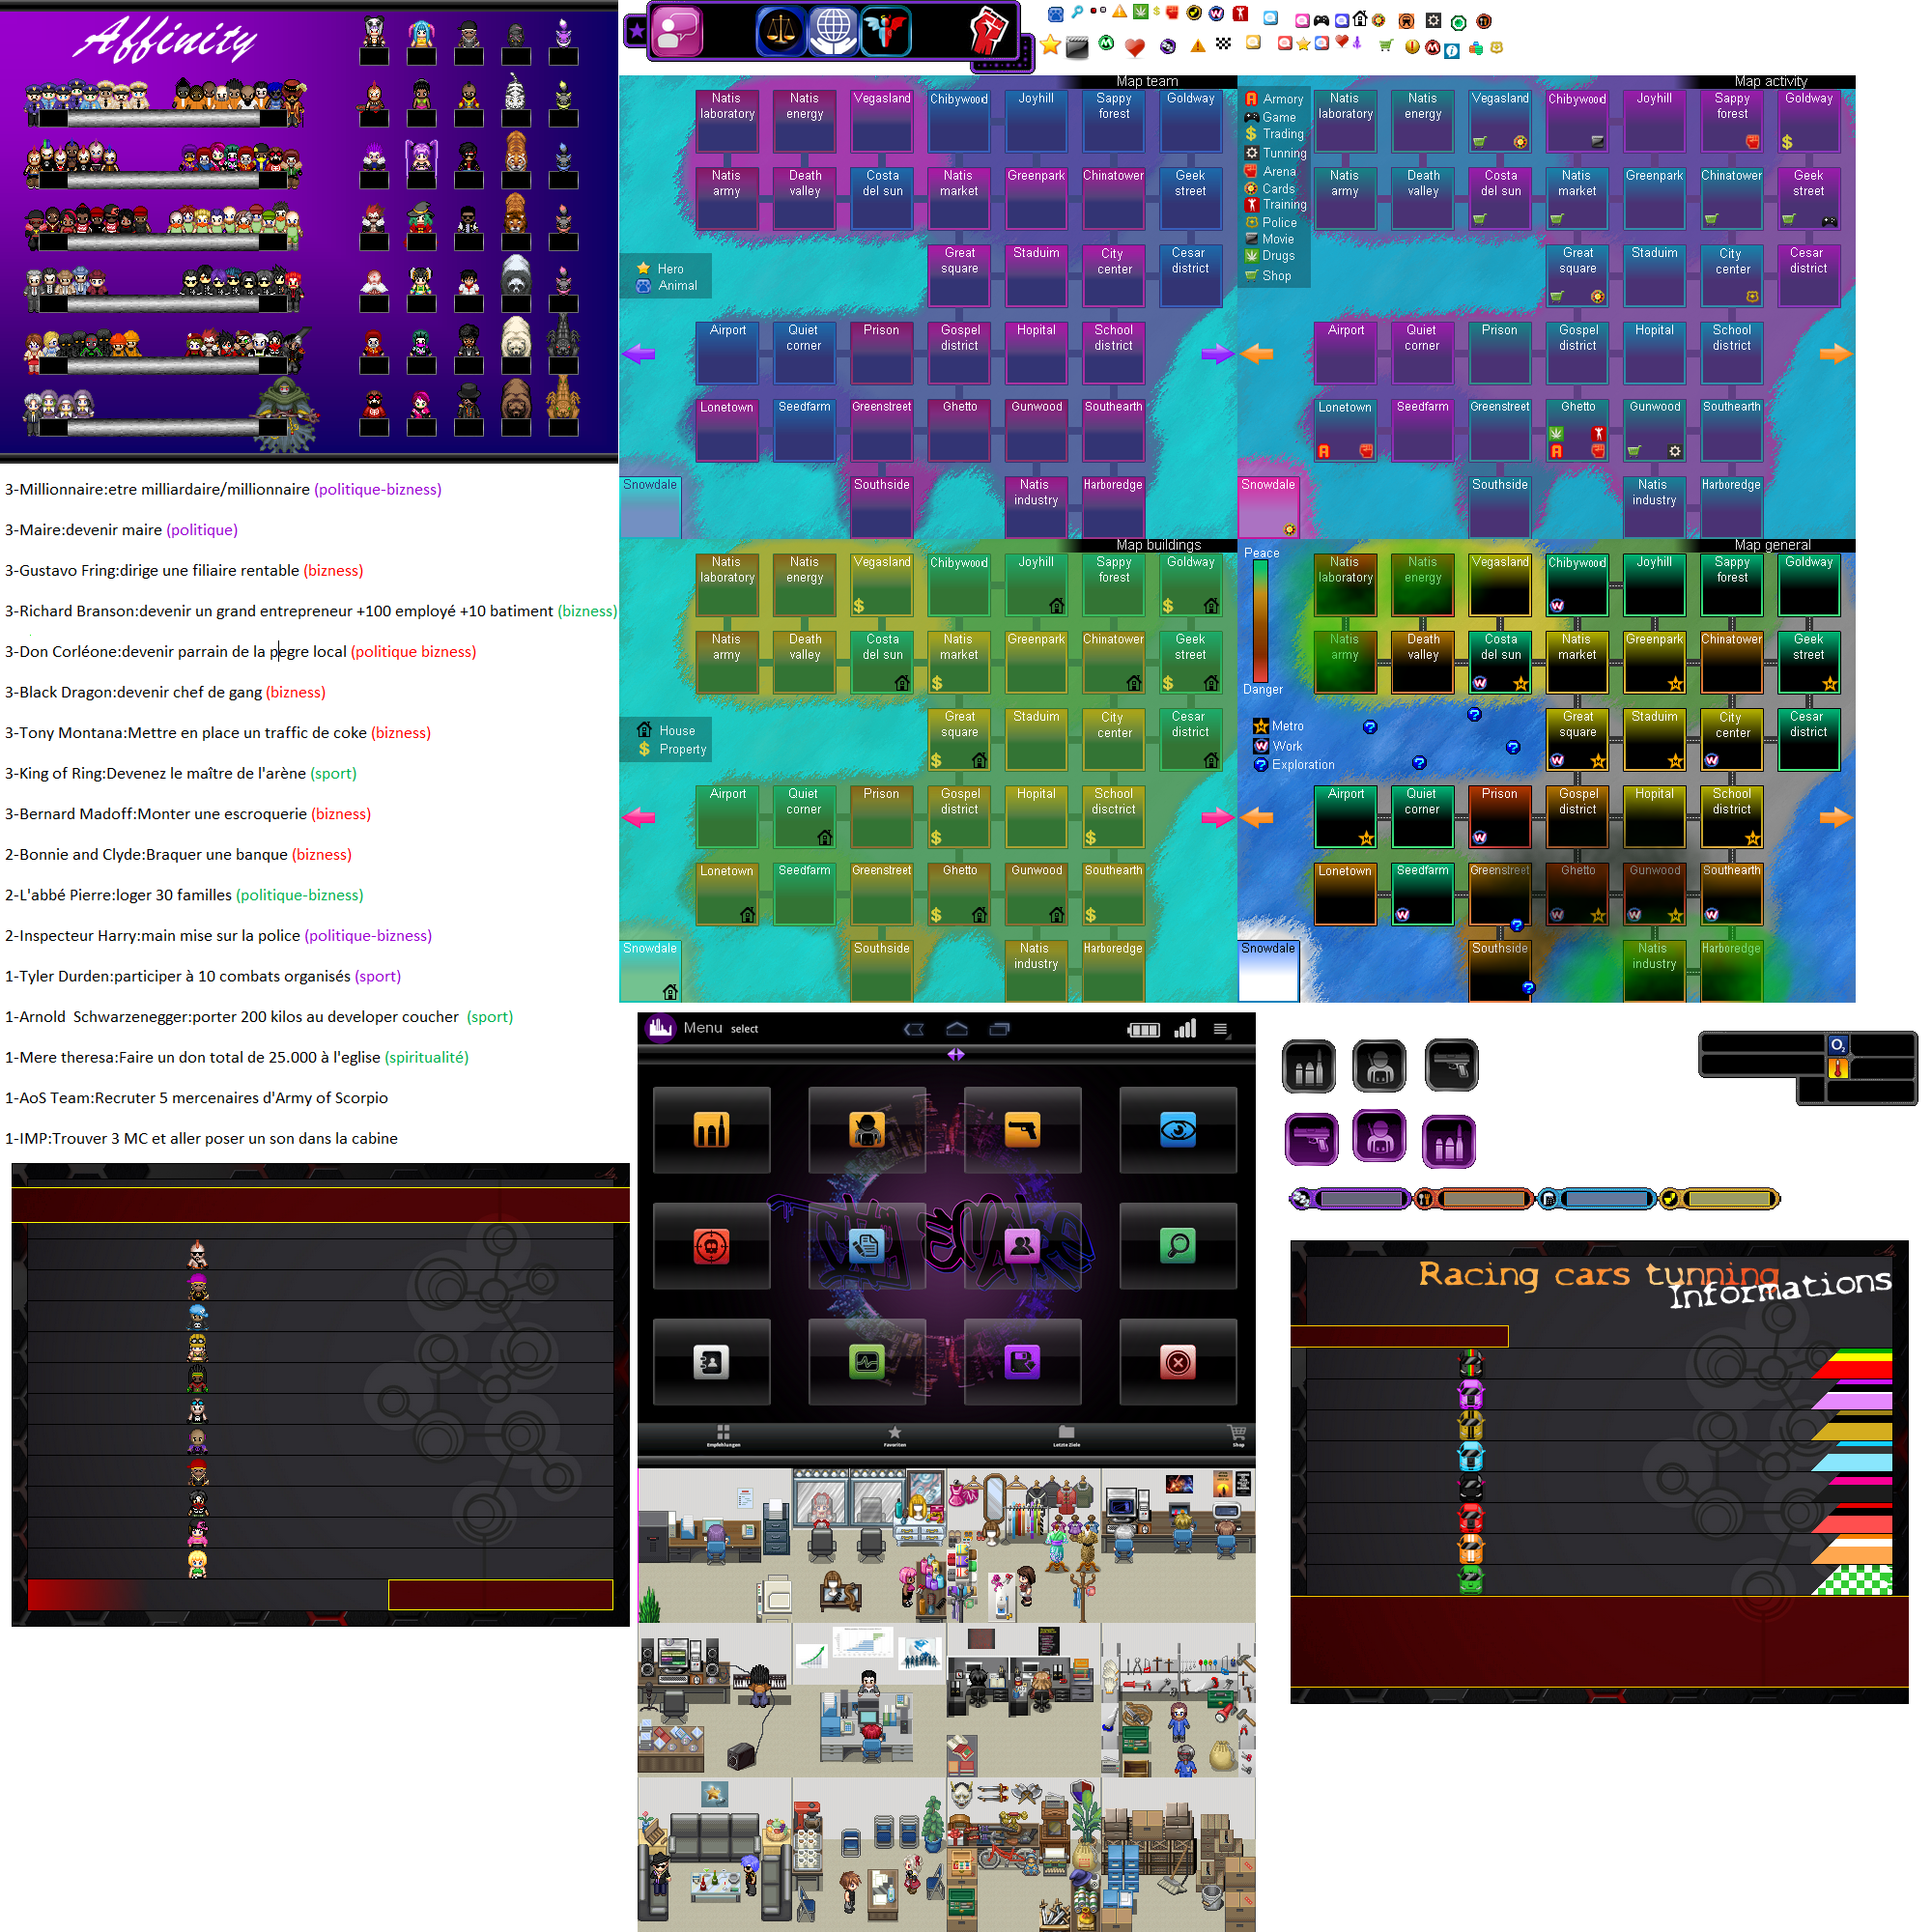 Affinity
3-Millionnaire:etre milliardaire/millionnaire (politique-bizness)
3-Maire:devenir maire (politique)
3-Gustavo Fring:dirige une filiaire rentable (bizness)
3-Richard Branson:devenir un grand entrepreneur +100 employé +10 batiment (bizness)
3-Don Corléone:devenir parrain de la pegre local (politique bizness)
3-Black Dragon:devenir chef de gang (bizness)
3-Tony Montana:Mettre en place un traffic de coke (bizness)
3-King of Ring:Devenez le maître de l'arène (sport)
3-Bernard Madoff:Monter une escroquerie (bizness)
2-Bonnie and Clyde:Braquer une banque (bizness)
2-L'abbé Pierre:loger 30 familles (politique-bizness)
2-Inspecteur Harry:main mise sur la police (politique-bizness)
1-Tyler Durden:participer à 10 combats organisés (sport)
1-Arnold  Schwarzenegger:porter 200 kilos au developer coucher  (sport)
1-Mere theresa:Faire un don total de 25.000 à l'eglise (spiritualité)
1-AoS Team:Recruter 5 mercenaires d'Army of Scorpio
1-IMP:Trouver 3 MC et aller poser un son dans la cabine
Map team
Natis laboratory
Natis energy
Vegasland
Chibywood
Joyhill
Sappy forest
Goldway
Natis army
Death valley
Costa del sun
Natis market
Greenpark
Chinatower
Geek street
Great square
Staduim
City center
Cesar district
Hero
Animal
Airport
Quiet corner
Prison
Gospel district
Hopital
School district
Lonetown
Seedfarm
Greenstreet
Ghetto
Gunwood
Southearth
Snowdale
Southside
Natis industry
Harboredge
Map activity
Armory
Game
Trading
Tunning
Arena
Cards
Training
Police
Movie
Drugs
Shop
Natis laboratory
Natis energy
Vegasland
Chibywood
Joyhill
Sappy forest
Goldway
Natis army
Death valley
Costa del sun
Natis market
Greenpark
Chinatower
Geek street
Great square
Staduim
City center
Cesar district
Airport
Quiet corner
Prison
Gospel district
Hopital
School district
Lonetown
Seedfarm
Greenstreet
Ghetto
Gunwood
Southearth
Snowdale
Southside
Natis industry
Harboredge
Map buildings
Natis laboratory
Natis energy
Vegasland
Chibywood
Joyhill
Sappy forest
Goldway
Natis army
Death valley
Costa del sun
Natis market
Greenpark
Chinatower
Geek street
Great square
Staduim
City center
Cesar district
House
Property
Airport
Quiet corner
Prison
Gospel district
Hopital
School disctrict
Lonetown
Seedfarm
Greenstreet
Ghetto
Gunwood
Southearth
Snowdale
Southside
Natis industry
Harboredge
Map general
Peace
Danger
Metro
Work
Exploration
Natis laboratory
Natis energy
Vegasland
Chibywood
Joyhill
Sappy forest
Goldway
Natis army
Death valley
Costa del sun
Natis market
Greenpark
Chinatower
Geek street
Great square
Staduim
City center
Cesar district
Airport
Quiet corner
Prison
Gospel district
Hopital
School district
Lonetown
Seedfarm
Greenstreet
Ghetto
Gunwood
Southearth
Snowdale
Southside
Natis industry
Harboredge
Menu select
Empfehlungen
Favoriten
Letzte Ziele
Shop
O2
Racing cars tunning
Informations